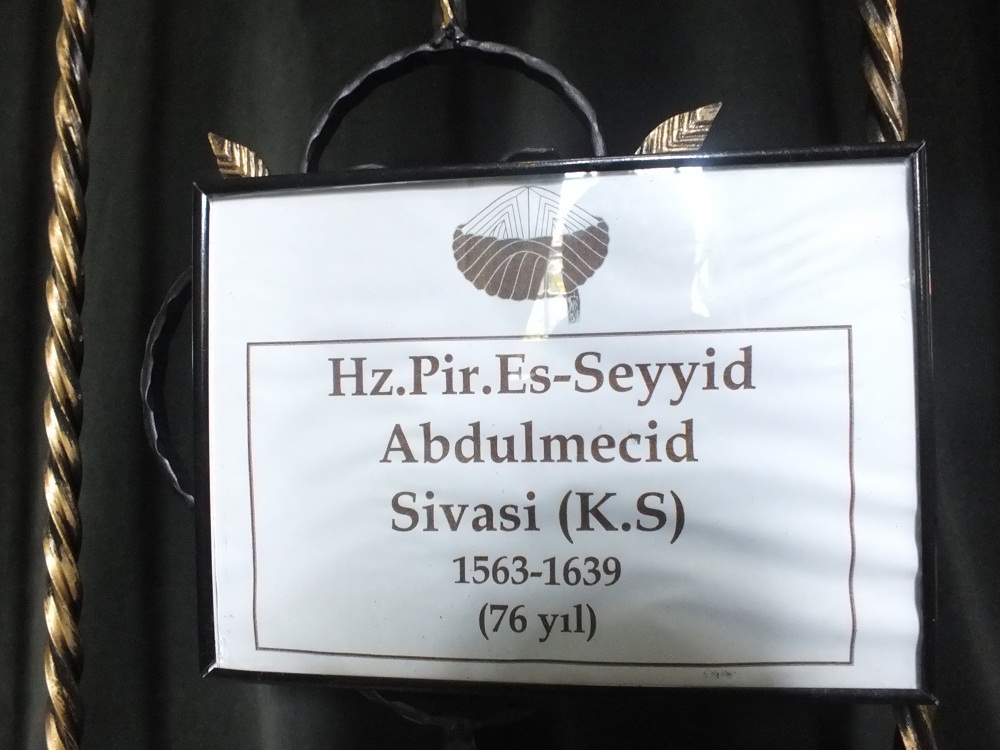 Hz.Pir.Es-Seyyid
Abdulmecid
Sivasi (K.S)
1563-1639
(76 yıl)